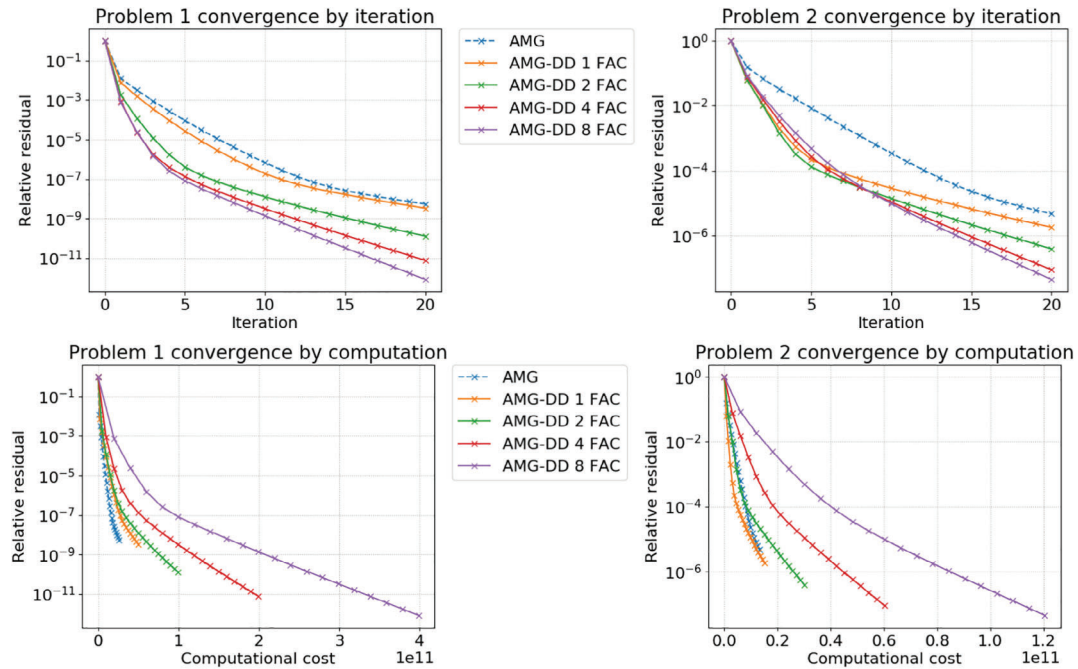 Problem 1 convergence by iteration
10⁻¹
10⁻³
10⁻⁵
10⁻⁷
10⁻⁹
10⁻¹¹
Relative residual
0 5 10 15 20
Iteration
AMG
AMG-DD 1 FAC
AMG-DD 2 FAC
AMG-DD 4 FAC
AMG-DD 8 FAC
Problem 2 convergence by iteration
10⁰
10⁻²
10⁻⁴
10⁻⁶
Relative residual
0 5 10 15 20
Iteration
Problem 1 convergence by computation
10⁻¹
10⁻³
10⁻⁵
10⁻⁷
10⁻⁹
10⁻¹¹
Relative residual
0 1 2 3 4
Computational cost 1e11
AMG
AMG-DD 1 FAC
AMG-DD 2 FAC
AMG-DD 4 FAC
AMG-DD 8 FAC
Problem 2 convergence by computation
10⁰
10⁻²
10⁻⁴
10⁻⁶
Relative residual
0.0 0.2 0.4 0.6 0.8 1.0 1.2
Computational cost 1e11